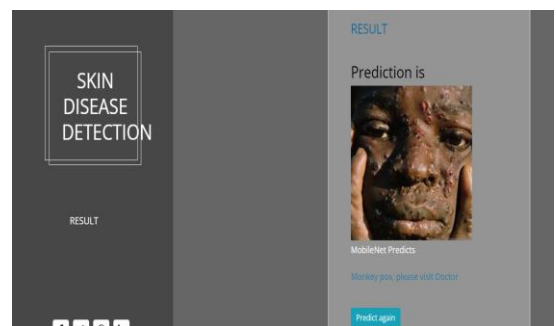 SKIN
DISEASE
DETECTION
RESULT
RESULT
Prediction is
MobileNet Predicts
Monkey pox, please visit Doctor
Predict again